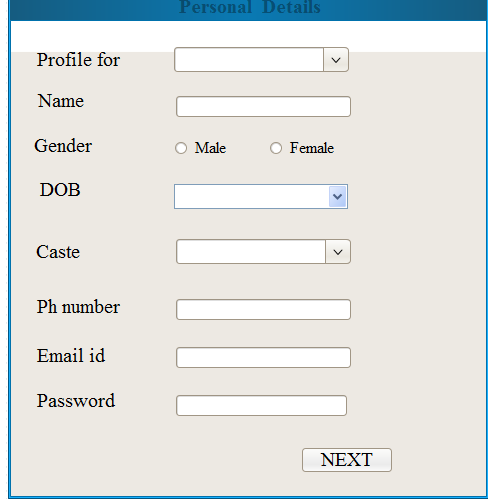 Personal Details
Profile for
Name
Gender Male Female
DOB
Caste
Ph number
Email id
Password
NEXT